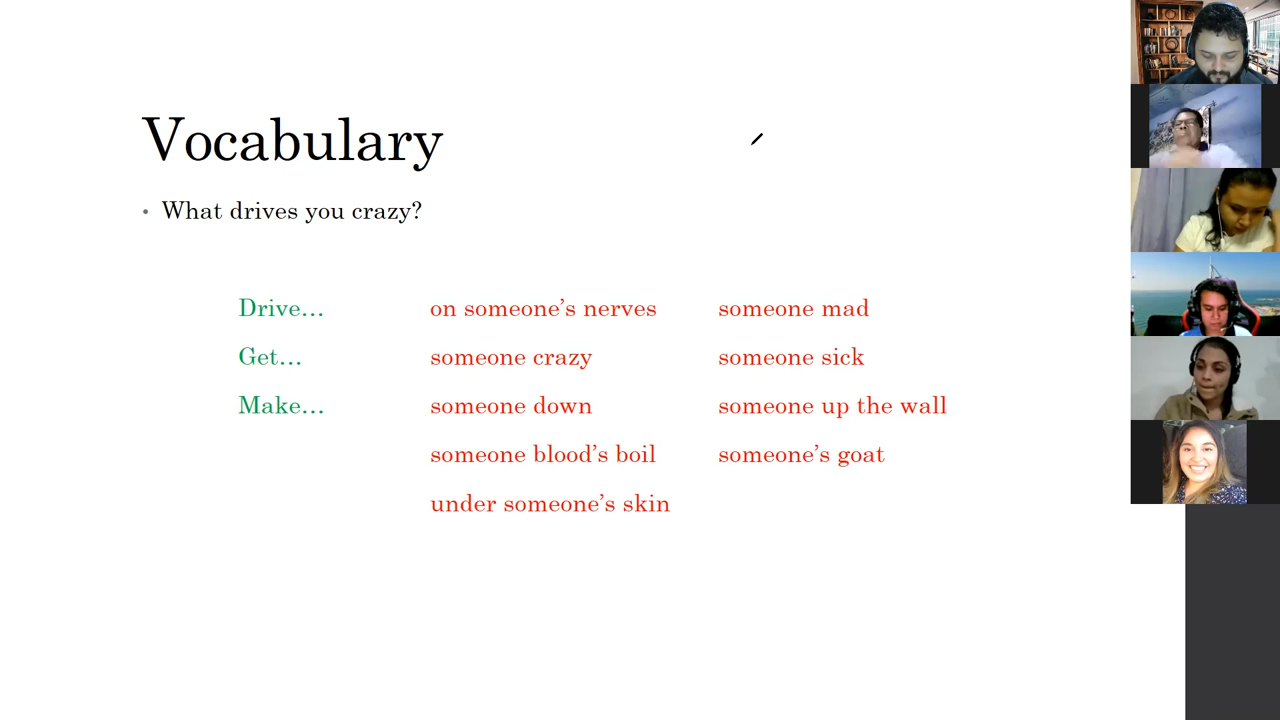 Vocabulary
• What drives you crazy?
Drive… on someone’s nerves someone mad
Get… someone crazy someone sick
Make… someone down someone up the wall
someone blood’s boil someone’s goat
under someone’s skin